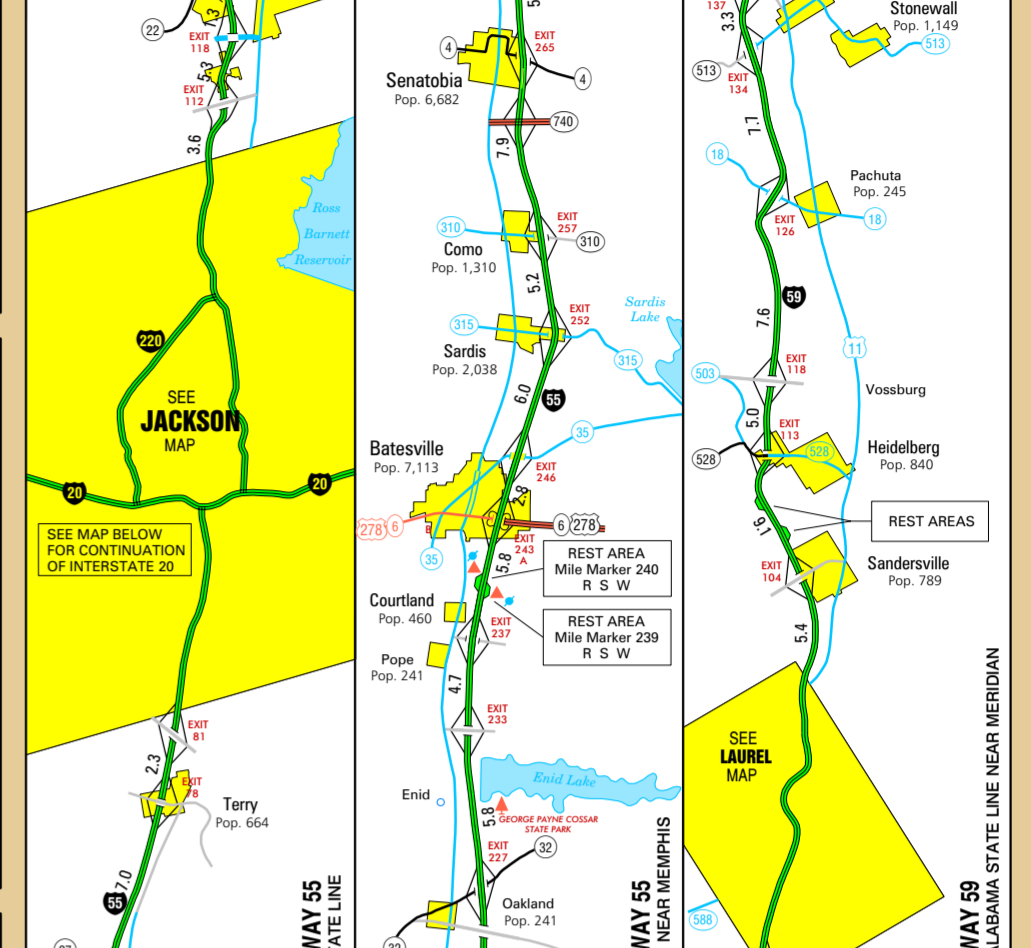 22
1.3
EXIT
118
5.3
EXIT
112
3.6
Ross
Barnett
Reservoir
220
SEE
JACKSON
MAP
20
20
SEE MAP BELOW
FOR CONTINUATION
OF INTERSTATE 20
EXIT
81
2.3
EXIT
78
Terry
Pop. 664
7.0
55
WAY 55
ATE LINE
4
EXIT
265
4
Senatobia
Pop. 6,682
740
7.9
310
EXIT
257
310
Como
Pop. 1,310
5.2
EXIT
252
Sardis
Lake
315
315
Sardis
Pop. 2,038
6.0
55
35
Batesville
Pop. 7,113
EXIT
246
2.8
278 6
B
6 278
EXIT
243
A
35
5.8
REST AREA
Mile Marker 240
R S W
Courtland
Pop. 460
EXIT
237
REST AREA
Mile Marker 239
R S W
Pope
Pop. 241
4.7
EXIT
233
Enid Lake
Enid
5.8
GEORGE PAYNE COSSAR
STATE PARK
EXIT
227
32
Oakland
Pop. 241
WAY 55
NEAR MEMPHIS
137
3.3
Stonewall
Pop. 1,149
513
513
EXIT
134
7.7
18
Pachuta
Pop. 245
EXIT
126
18
59
7.6
11
503
EXIT
118
Vossburg
5.0
EXIT
113
528
528
Heidelberg
Pop. 840
9.1
REST AREAS
EXIT
104
Sandersville
Pop. 789
5.4
SEE
LAUREL
MAP
588
WAY 59
ALABAMA STATE LINE NEAR MERIDIAN